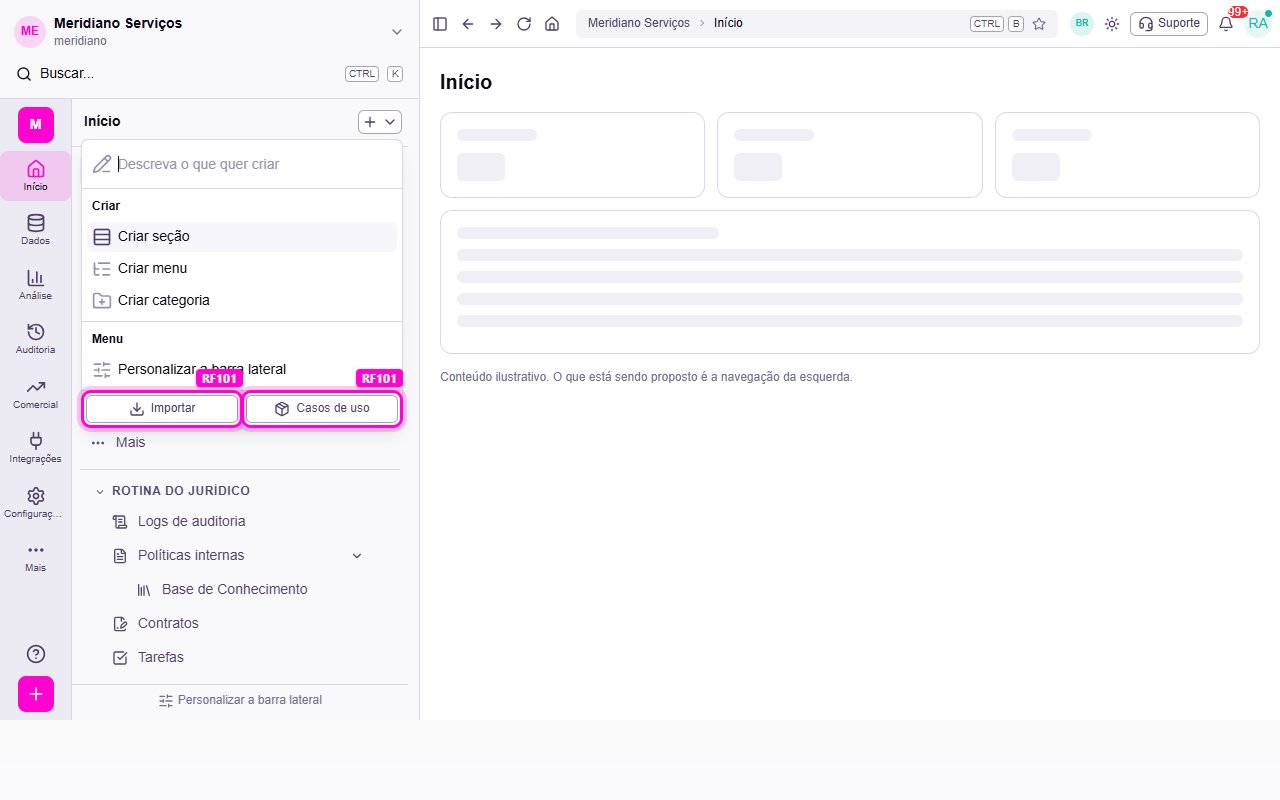 ME
Meridiano Serviços
meridiano
Buscar...
CTRL
K
Meridiano Serviços
Início
CTRL
B
BR
Suporte
99+
RA
M
Início
Dados
Análise
Auditoria
Comercial
Integrações
Configuraç...
Mais
Início
Descreva o que quer criar
Criar
Criar seção
Criar menu
Criar categoria
Menu
Personalizar a barra lateral
RF101
RF101
Importar
Casos de uso
Mais
ROTINA DO JURÍDICO
Logs de auditoria
Políticas internas
Base de Conhecimento
Contratos
Tarefas
Personalizar a barra lateral
Início
Conteúdo ilustrativo. O que está sendo proposto é a navegação da esquerda.